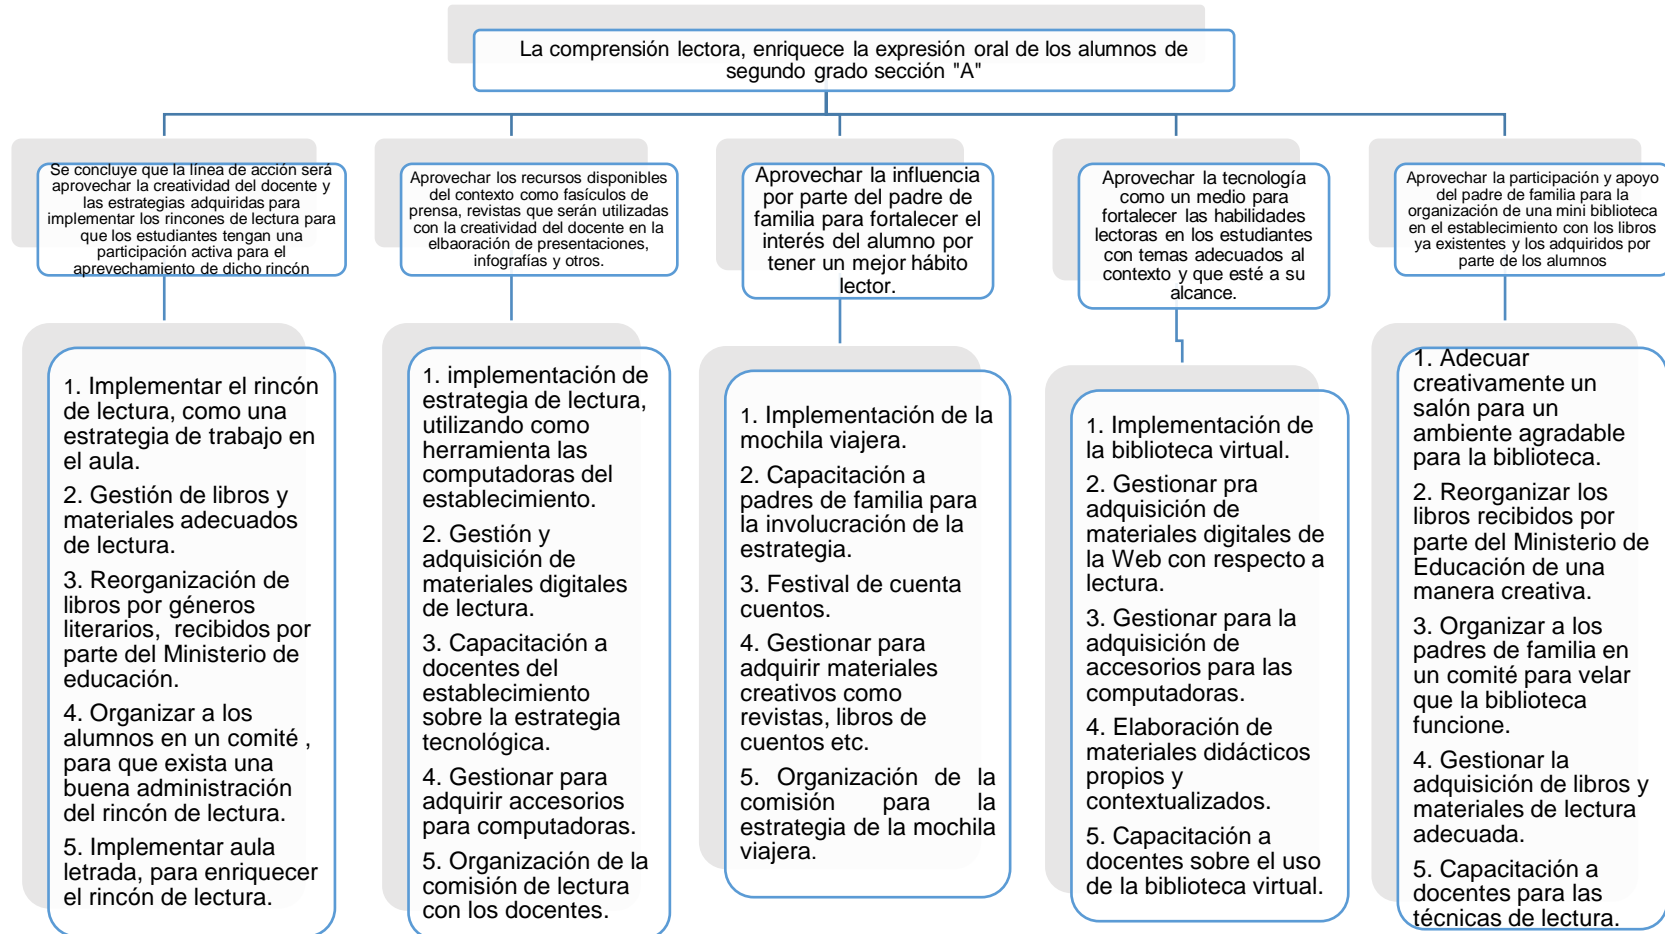 La comprensión lectora, enriquece la expresión oral de los alumnos de
segundo grado sección "A"
Se concluye que la línea de acción será
aprovechar la creatividad del docente y
las estrategias adquiridas para
implementar los rincones de lectura para
que los estudiantes tengan una
participación activa para el
aprevechamiento de dicho rincón
Aprovechar los recursos disponibles
del contexto como fasículos de
prensa, revistas que serán utilizadas
con la creatividad del docente en la
elbaoración de presentaciones,
infografías y otros.
Aprovechar la influencia
por parte del padre de
familia para fortalecer el
interés del alumno por
tener un mejor hábito
lector.
Aprovechar la tecnología
como un medio para
fortalecer las habilidades
lectoras en los estudiantes
con temas adecuados al
contexto y que esté a su
alcance.
Aprovechar la participación y apoyo
del padre de familia para la
organización de una mini biblioteca
en el establecimiento con los libros
ya existentes y los adquiridos por
parte de los alumnos
1. Implementar el rincón
de lectura, como una
estrategia de trabajo en
el aula.
2. Gestión de libros y
materiales adecuados
de lectura.
3. Reorganización de
libros por géneros
literarios,  recibidos por
parte del Ministerio de
educación.
4. Organizar a los
alumnos en un comité ,
para que exista una
buena administración
del rincón de lectura.
5. Implementar aula
letrada, para enriquecer
el rincón de lectura.
1. implementación de
estrategia de lectura,
utilizando como
herramienta las
computadoras del
establecimiento.
2. Gestión y
adquisición de
materiales digitales
de lectura.
3. Capacitación a
docentes del
establecimiento
sobre la estrategia
tecnológica.
4. Gestionar para
adquirir accesorios
para computadoras.
5. Organización de la
comisión de lectura
con los docentes.
1. Implementación de la
mochila viajera.
2. Capacitación a
padres de familia para
la involucración de la
estrategia.
3. Festival de cuenta
cuentos.
4. Gestionar para
adquirir materiales
creativos como
revistas, libros de
cuentos etc.
5. Organización de la
comisión para la
estrategia de la mochila
viajera.
1. Implementación de
la biblioteca virtual.
2. Gestionar pra
adquisición de
materiales digitales de
la Web con respecto a
lectura.
3. Gestionar para la
adquisición de
accesorios para las
computadoras.
4. Elaboración de
materiales didácticos
propios y
contextualizados.
5. Capacitación a
docentes sobre el uso
de la biblioteca virtual.
1. Adecuar
creativamente un
salón para un
ambiente agradable
para la biblioteca.
2. Reorganizar los
libros recibidos por
parte del Ministerio de
Educación de una
manera creativa.
3. Organizar a los
padres de familia en
un comité para velar
que la biblioteca
funcione.
4. Gestionar la
adquisición de libros y
materiales de lectura
adecuada.
5. Capacitación a
docentes para las
técnicas de lectura.